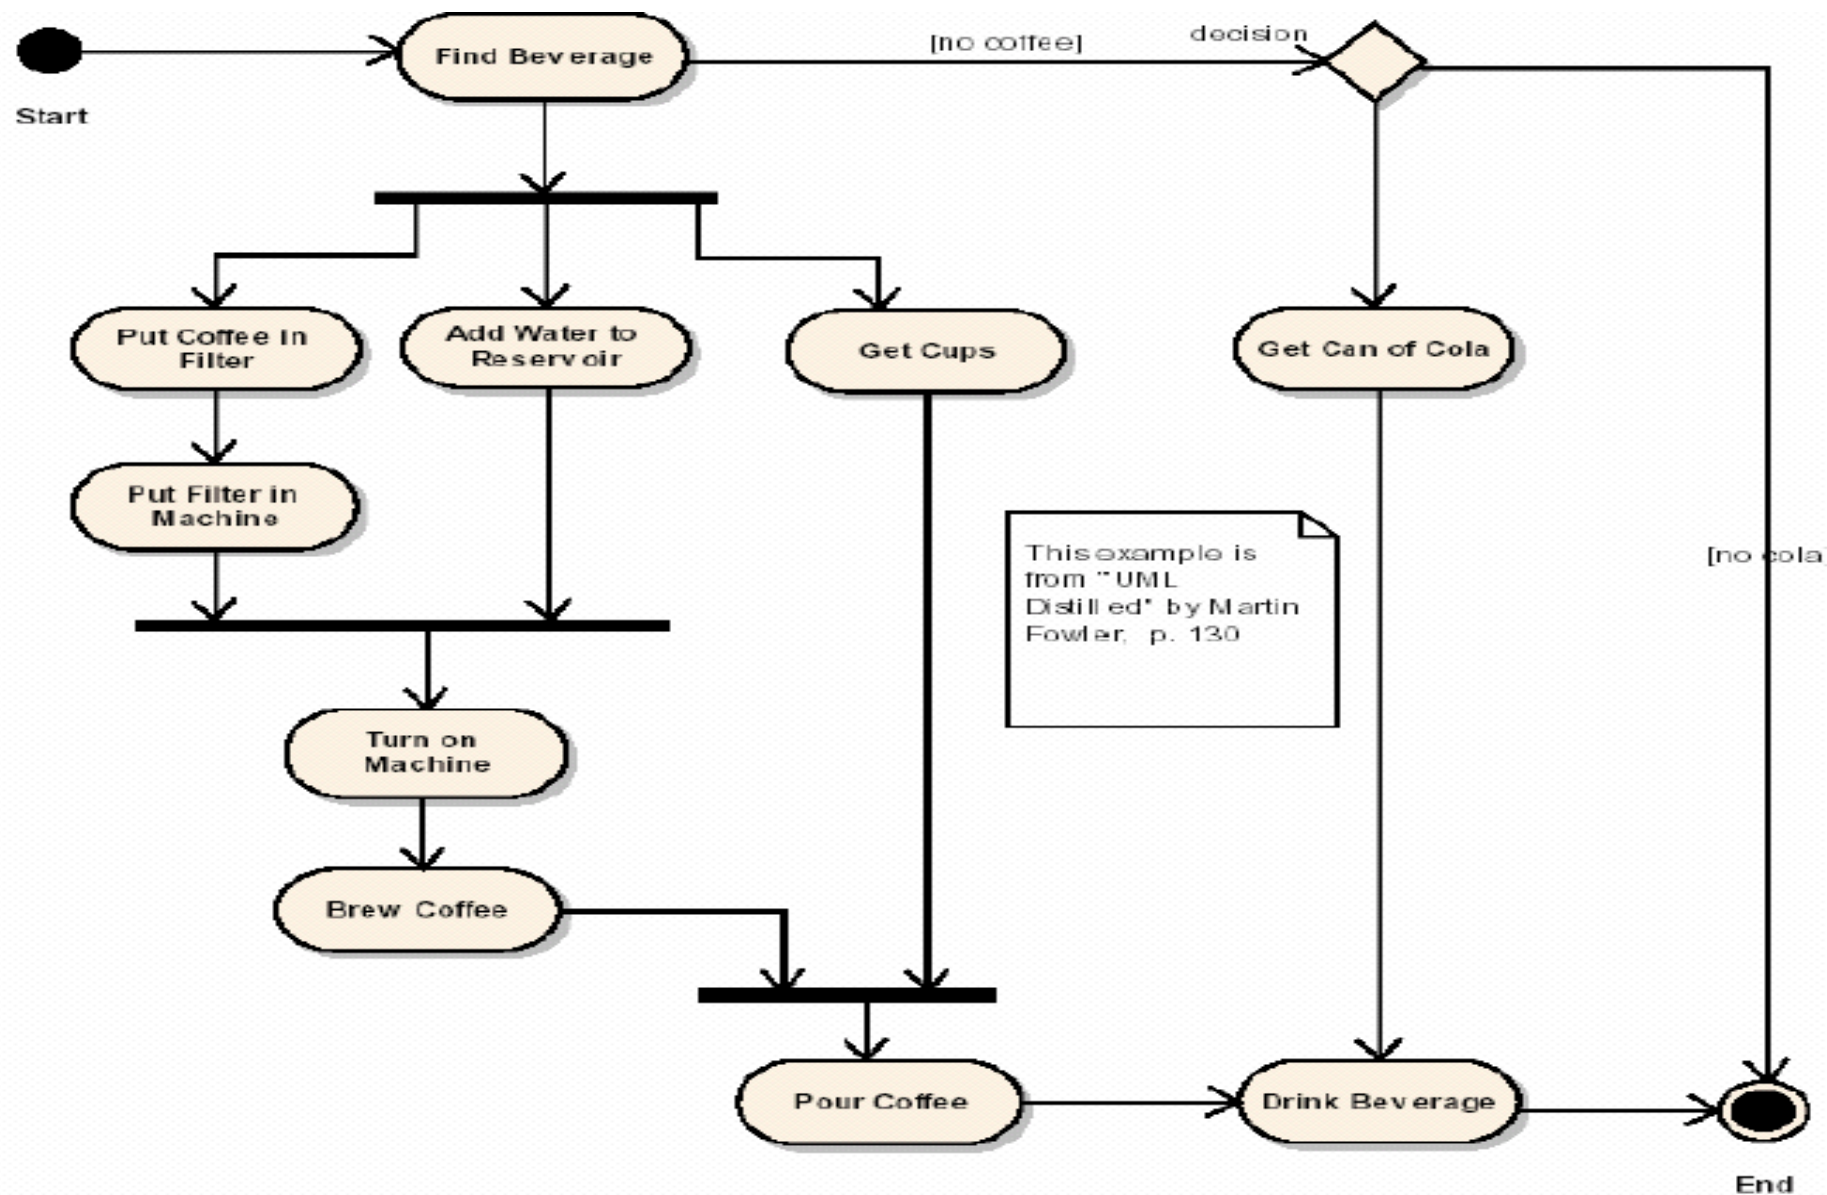 Find Beverage
[no coffee]
decision
Start
Put Coffee in
Filter
Add Water to
Reservoir
Get Cups
Get Can of Cola
Put Filter in
Machine
This example is
from "UML
Distilled" by Martin
Fowler, p. 130
[no cola]
Turn on
Machine
Brew Coffee
Pour Coffee
Drink Beverage
End